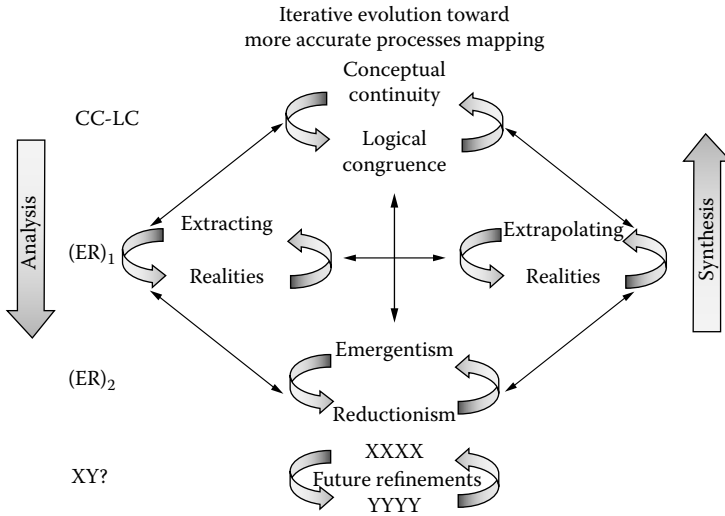 Iterative evolution toward
more accurate processes mapping
Conceptual
continuity
CC-LC
Logical
congruence
Analysis
Synthesis
Extracting
Extrapolating
(ER)₁
Realities
Realities
Emergentism
(ER)₂
Reductionism
XXXX
XY?
Future refinements
YYYY